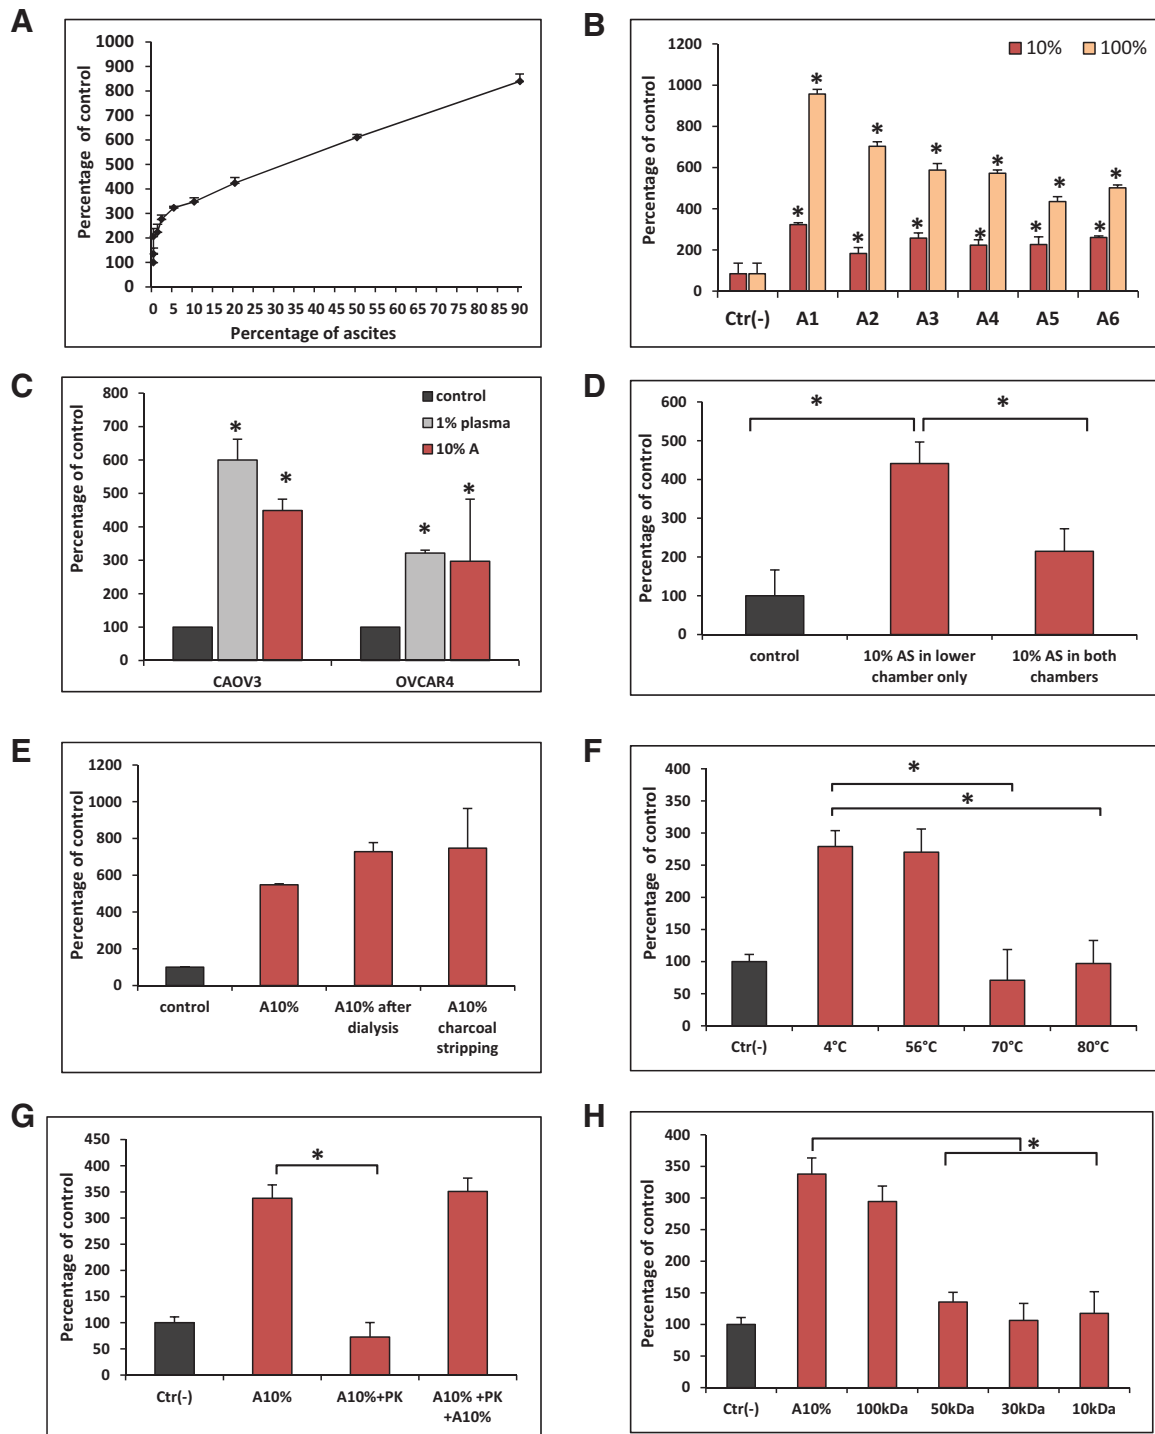 A
1000
900
800
700
600
500
400
300
200
100
0
Percentage of control
0 5 10 15 20 25 30 35 40 45 50 55 60 65 70 75 80 85 90
Percentage of ascites
B
10% 100%
1200
1000
800
600
400
200
0
Percentage of control
* * * * * *
* * * * * *
Ctr(-) A1 A2 A3 A4 A5 A6
C
800
700
600
500
400
300
200
100
0
Percentage of control
control
1% plasma
10% A
* * * *
CAOV3 OVCAR4
D
600
500
400
300
200
100
0
Percentage of control
* *
control 10% AS in lower 10% AS in both
chamber only chambers
E
1200
1000
800
600
400
200
0
Percentage of control
control A10% A10% after A10%
dialysis charcoal
stripping
F
400
350
300
250
200
150
100
50
0
Percentage of control
*
*
Ctr(-) 4°C 56°C 70°C 80°C
G
450
400
350
300
250
200
150
100
50
0
Percentage of control
*
Ctr(-) A10% A10%+PK A10% +PK
+A10%
H
400
350
300
250
200
150
100
50
0
Percentage of control
*
Ctr(-) A10% 100kDa 50kDa 30kDa 10kDa